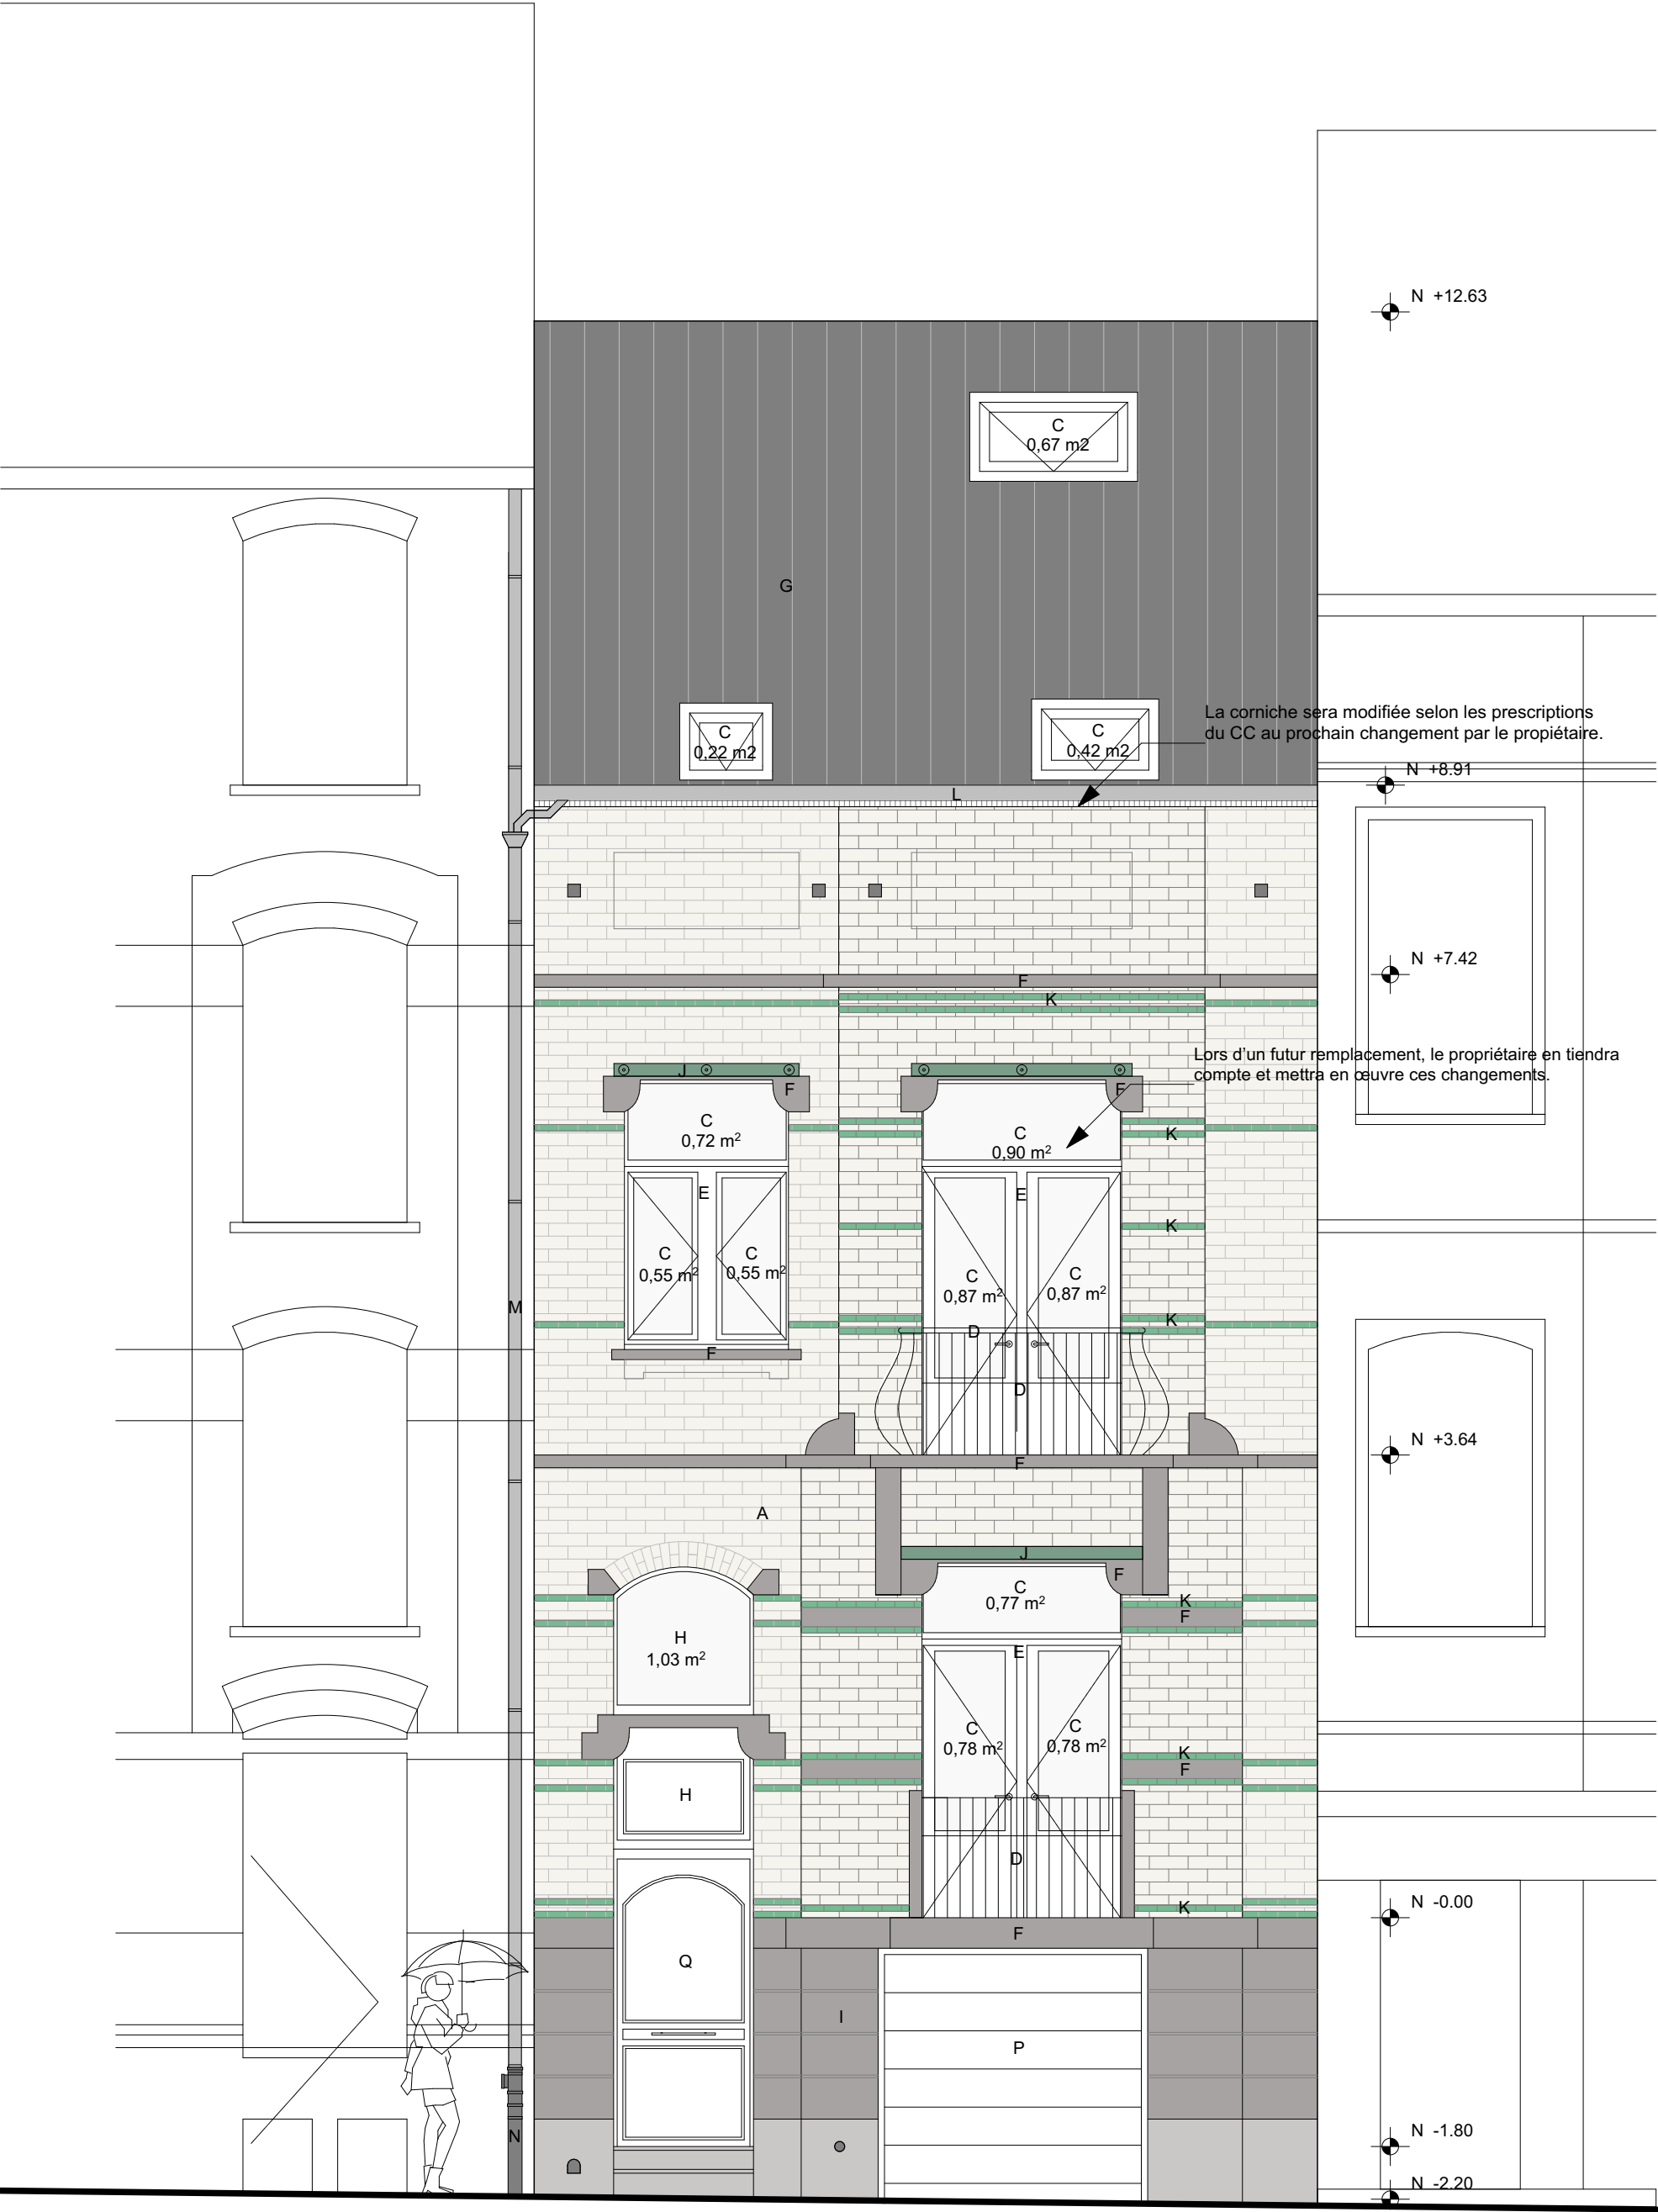 N +12.63
C
0,67 m2
G
La corniche sera modifiée selon les prescriptions
du CC au prochain changement par le propiétaire.
C
0,22 m2
C
0,42 m2
N +8.91
L
N +7.42
F
K
Lors d'un futur remplacement, le propriétaire en tiendra
compte et mettra en œuvre ces changements.
J
F
F
C
0,72 m²
C
0,90 m²
K
E
E
K
C
0,55 m²
C
0,55 m²
C
0,87 m²
C
0,87 m²
M
K
D
F
D
N +3.64
F
A
J
F
C
0,77 m²
K
F
H
1,03 m²
E
C
0,78 m²
C
0,78 m²
K
F
H
D
N -0.00
K
F
Q
I
P
N
N -1.80
N -2.20